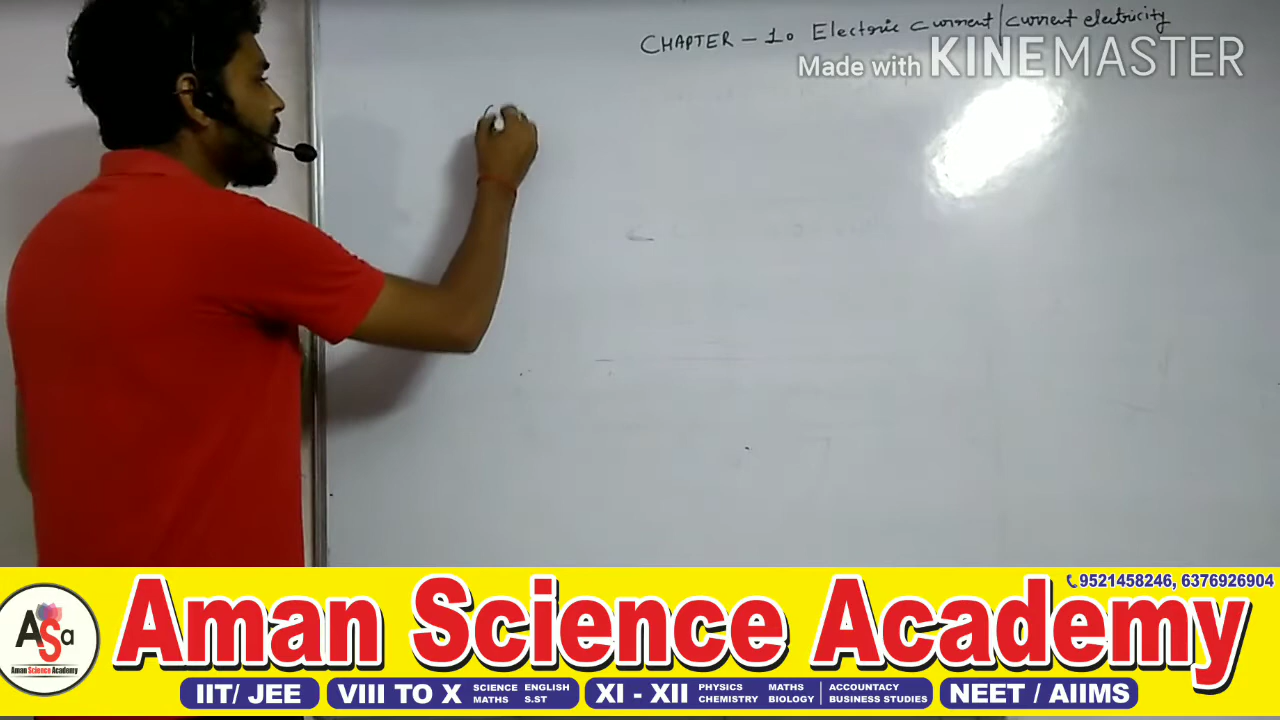 CHAPTER - 10 Electric current/current electricity
Made with KINEMASTER
9521458246, 6376926904
Aman Science Academy
ASa
Aman Science Academy
IIT/ JEE
VIII TO X
SCIENCE ENGLISH
MATHS S.ST
XI - XII
PHYSICS MATHS ACCOUNTACY
CHEMISTRY BIOLOGY BUSINESS STUDIES
NEET / AIIMS